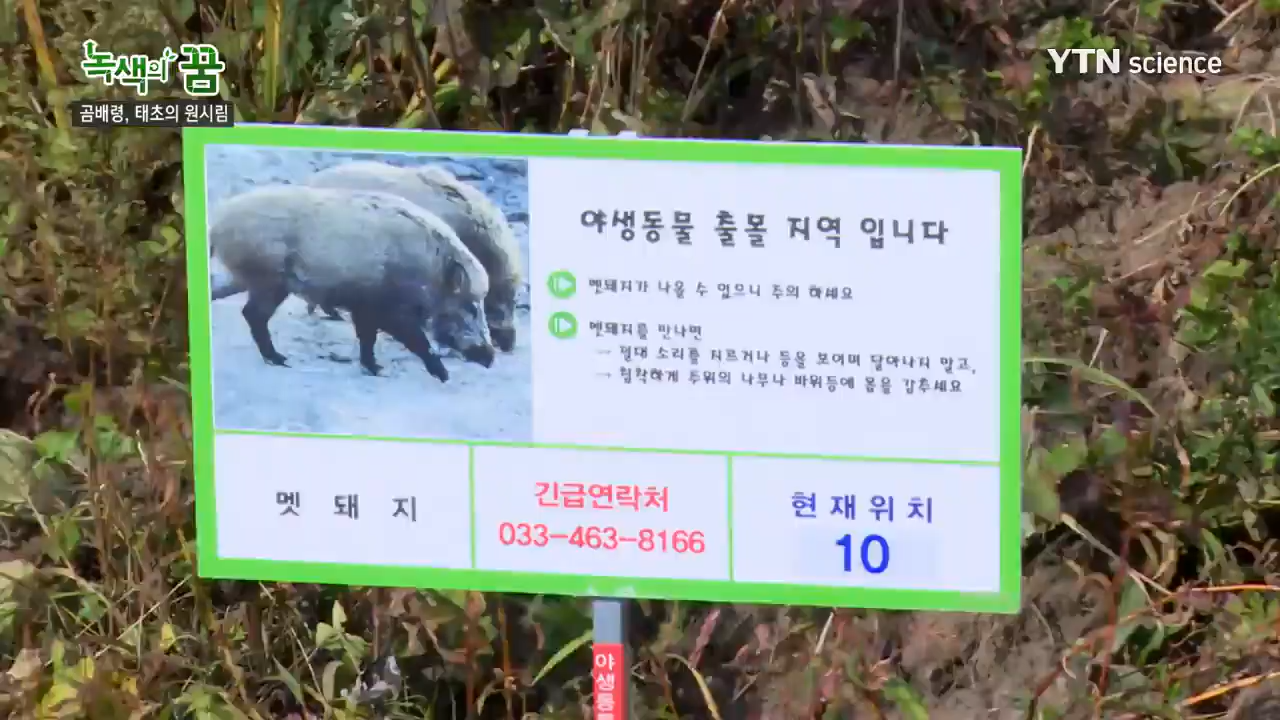 녹색의 꿈
곰배령, 태초의 원시림
YTN science
야생동물 출몰 지역 입니다
멧돼지가 나올 수 있으니 주의 하세요
멧돼지를 만나면
→ 절대 소리를 지르거나 등을 보이며 달아나지 말고,
→ 침착하게 주위의 나무나 바위등에 몸을 감추세요
멧 돼 지
긴급연락처
033-463-8166
현 재 위 치
10
야생동